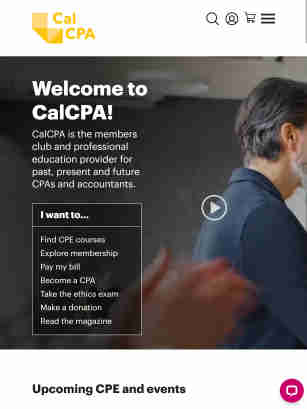 Cal
CPA
Welcome to
CalCPA!
CalCPA is the members
club and professional
education provider for
past, present and future
CPAs and accountants.
I want to...
Find CPE courses
Explore membership
Pay my bill
Become a CPA
Take the ethics exam
Make a donation
Read the magazine
Upcoming CPE and events